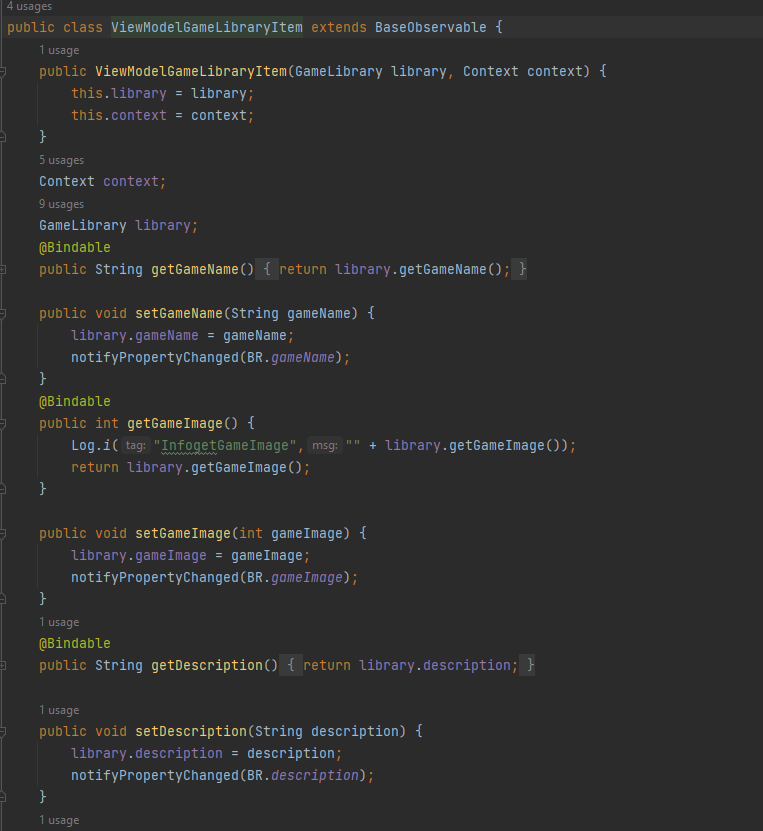 4 usages
public class ViewModelGameLibraryItem extends BaseObservable {
1 usage
public ViewModelGameLibraryItem(GameLibrary library, Context context) {
this.library = library;
this.context = context;
}
5 usages
Context context;
9 usages
GameLibrary library;
@Bindable
public String getGameName() { return library.getGameName(); }
public void setGameName(String gameName) {
library.gameName = gameName;
notifyPropertyChanged(BR.gameName);
}
@Bindable
public int getGameImage() {
Log.i( tag: "InfogetGameImage", msg: "" + library.getGameImage());
return library.getGameImage();
}
public void setGameImage(int gameImage) {
library.gameImage = gameImage;
notifyPropertyChanged(BR.gameImage);
}
1 usage
@Bindable
public String getDescription() { return library.description; }
1 usage
public void setDescription(String description) {
library.description = description;
notifyPropertyChanged(BR.description);
}
1 usage